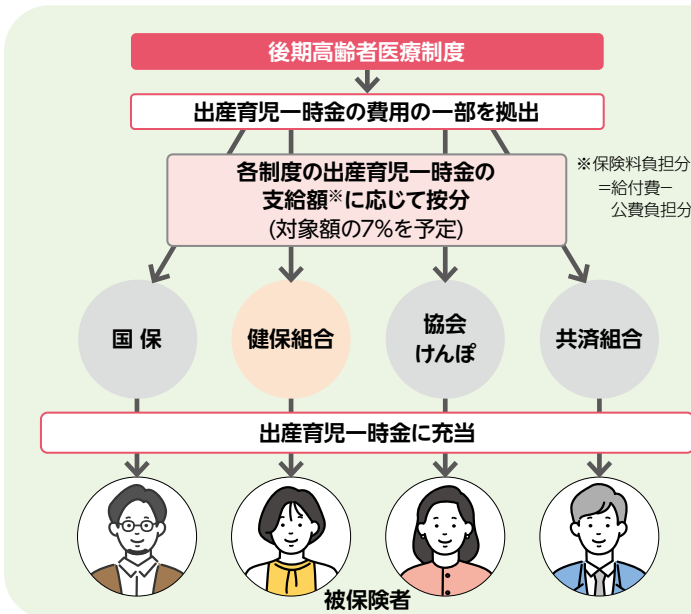 後期高齢者医療制度
出産育児一時金の費用の一部を拠出
各制度の出産育児一時金の
支給額※に応じて按分
(対象額の7%を予定)
※保険料負担分
=給付費−
公費負担分
国 保
健保組合
協会
けんぽ
共済組合
出産育児一時金に充当
被保険者